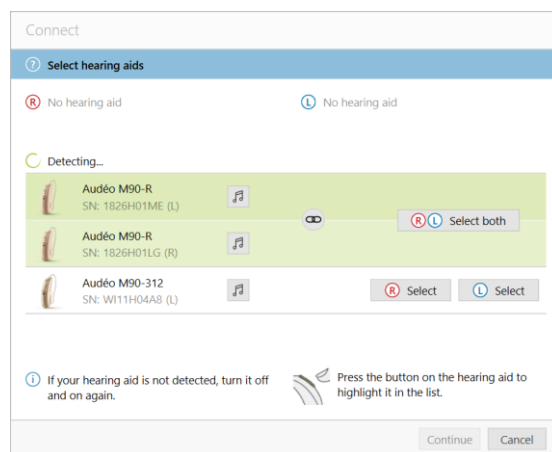 Connect
? Select hearing aids
R No hearing aid
L No hearing aid
Detecting...
Audéo M90-R
SN: 1826H01ME (L)
Audéo M90-R
SN: 1826H01LG (R)
R L Select both
Audéo M90-312
SN: WI11H04A8 (L)
R Select
L Select
i If your hearing aid is not detected, turn it off
and on again.
Press the button on the hearing aid to
highlight it in the list.
Continue
Cancel